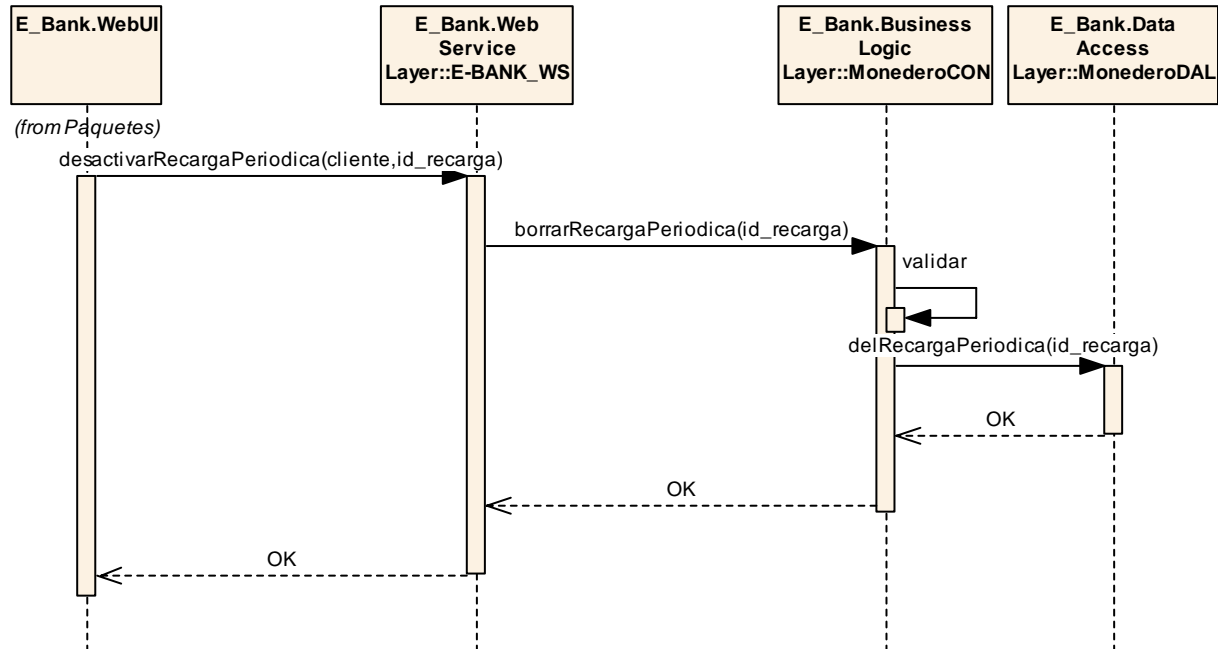 E_Bank.WebUI
E_Bank.Web
Service
Layer::E-BANK_WS
E_Bank.Business
Logic
Layer::MonederoCON
E_Bank.Data
Access
Layer::MonederoDAL
(from Paquetes)
desactivarRecargaPeriodica(cliente,id_recarga)
borrarRecargaPeriodica(id_recarga)
validar
delRecargaPeriodica(id_recarga)
OK
OK
OK